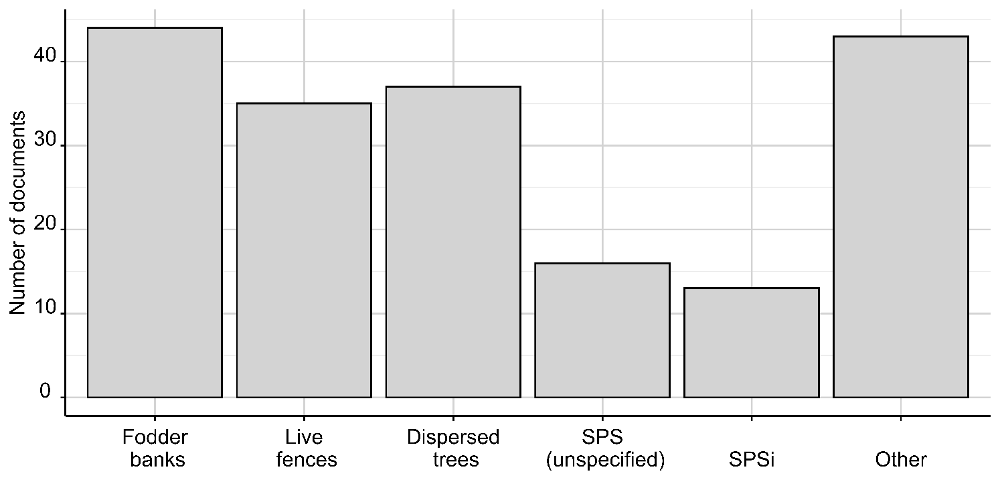 Number of documents
40
30
20
10
0
Fodder
banks
Live
fences
Dispersed
trees
SPS
(unspecified)
SPSi
Other